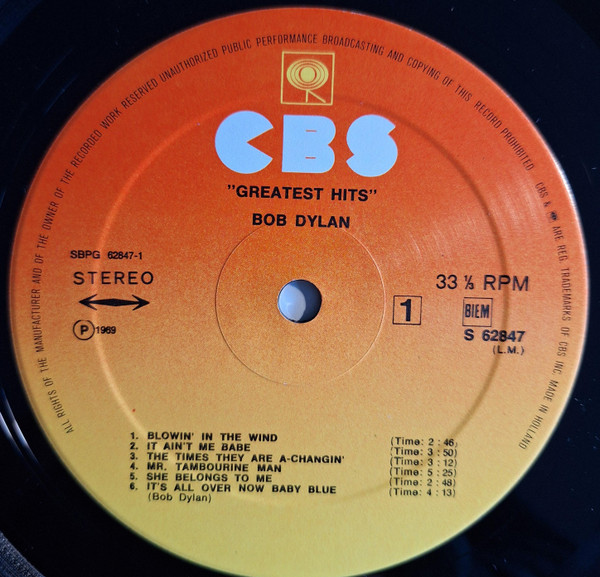 ALL RIGHTS OF THE MANUFACTURER AND OF THE OWNER OF THE RECORDED WORK RESERVED UNAUTHORIZED PUBLIC PERFORMANCE BROADCASTING AND COPYING OF THIS RECORD PROHIBITED. CBS & ARE REG. TRADEMARKS OF CBS INC. MADE IN HOLLAND
CBS
"GREATEST HITS"
BOB DYLAN
SBPG 62847-1
STEREO
℗ 1969
33⅓ RPM
1
BIEM
S 62847
(L.M.)
1. BLOWIN' IN THE WIND (Time: 2 : 46)
2. IT AIN'T ME BABE (Time: 3 : 50)
3. THE TIMES THEY ARE A-CHANGIN' (Time: 3 : 12)
4. MR. TAMBOURINE MAN (Time: 5 : 25)
5. SHE BELONGS TO ME (Time: 2 : 48)
6. IT'S ALL OVER NOW BABY BLUE (Time: 4 : 13)
(Bob Dylan)